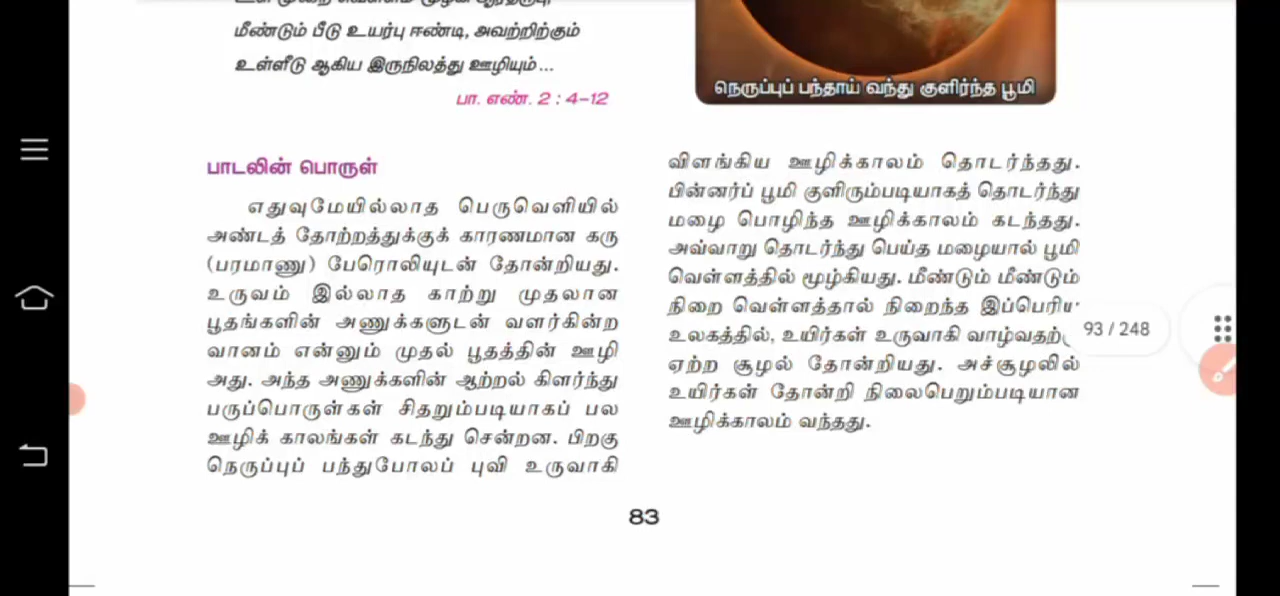 மீண்டும் பீடு உயர்பு ஈண்டி, அவற்றிற்கும்
உள்ளீடு ஆகிய இருநிலத்து ஊழியும் ...
பா. எண். 2 : 4-12
நெருப்புப் பந்தாய் வந்து குளிர்ந்த பூமி
பாடலின் பொருள்
எதுவுமேயில்லாத பெருவெளியில்
அண்டத் தோற்றத்துக்குக் காரணமான கரு
(பரமாணு) பேரொலியுடன் தோன்றியது.
உருவம் இல்லாத காற்று முதலான
பூதங்களின் அணுக்களுடன் வளர்கின்ற
வானம் என்னும் முதல் பூதத்தின் ஊழி
அது. அந்த அணுக்களின் ஆற்றல் கிளர்ந்து
பருப்பொருள்கள் சிதறும்படியாகப் பல
ஊழிக் காலங்கள் கடந்து சென்றன. பிறகு
நெருப்புப் பந்துபோலப் புவி உருவாகி
விளங்கிய ஊழிக்காலம் தொடர்ந்தது.
பின்னர்ப் பூமி குளிரும்படியாகத் தொடர்ந்து
மழை பொழிந்த ஊழிக்காலம் கடந்தது.
அவ்வாறு தொடர்ந்து பெய்த மழையால் பூமி
வெள்ளத்தில் மூழ்கியது. மீண்டும் மீண்டும்
நிறை வெள்ளத்தால் நிறைந்த இப்பெரிய
உலகத்தில், உயிர்கள் உருவாகி
ஏற்ற சூழல் தோன்றியது. அச்சூழலில்
உயிர்கள் தோன்றி நிலைபெறும்படியான
ஊழிக்காலம் வந்தது.
93 / 248
83